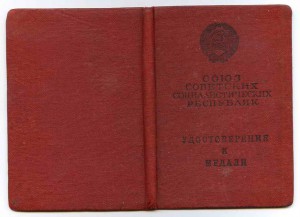 СОЮЗ
СОВЕТСКИХ
СОЦИАЛИСТИЧЕСКИХ
РЕСПУБЛИК
УДОСТОВЕРЕНИЕ
К
МЕДАЛИ